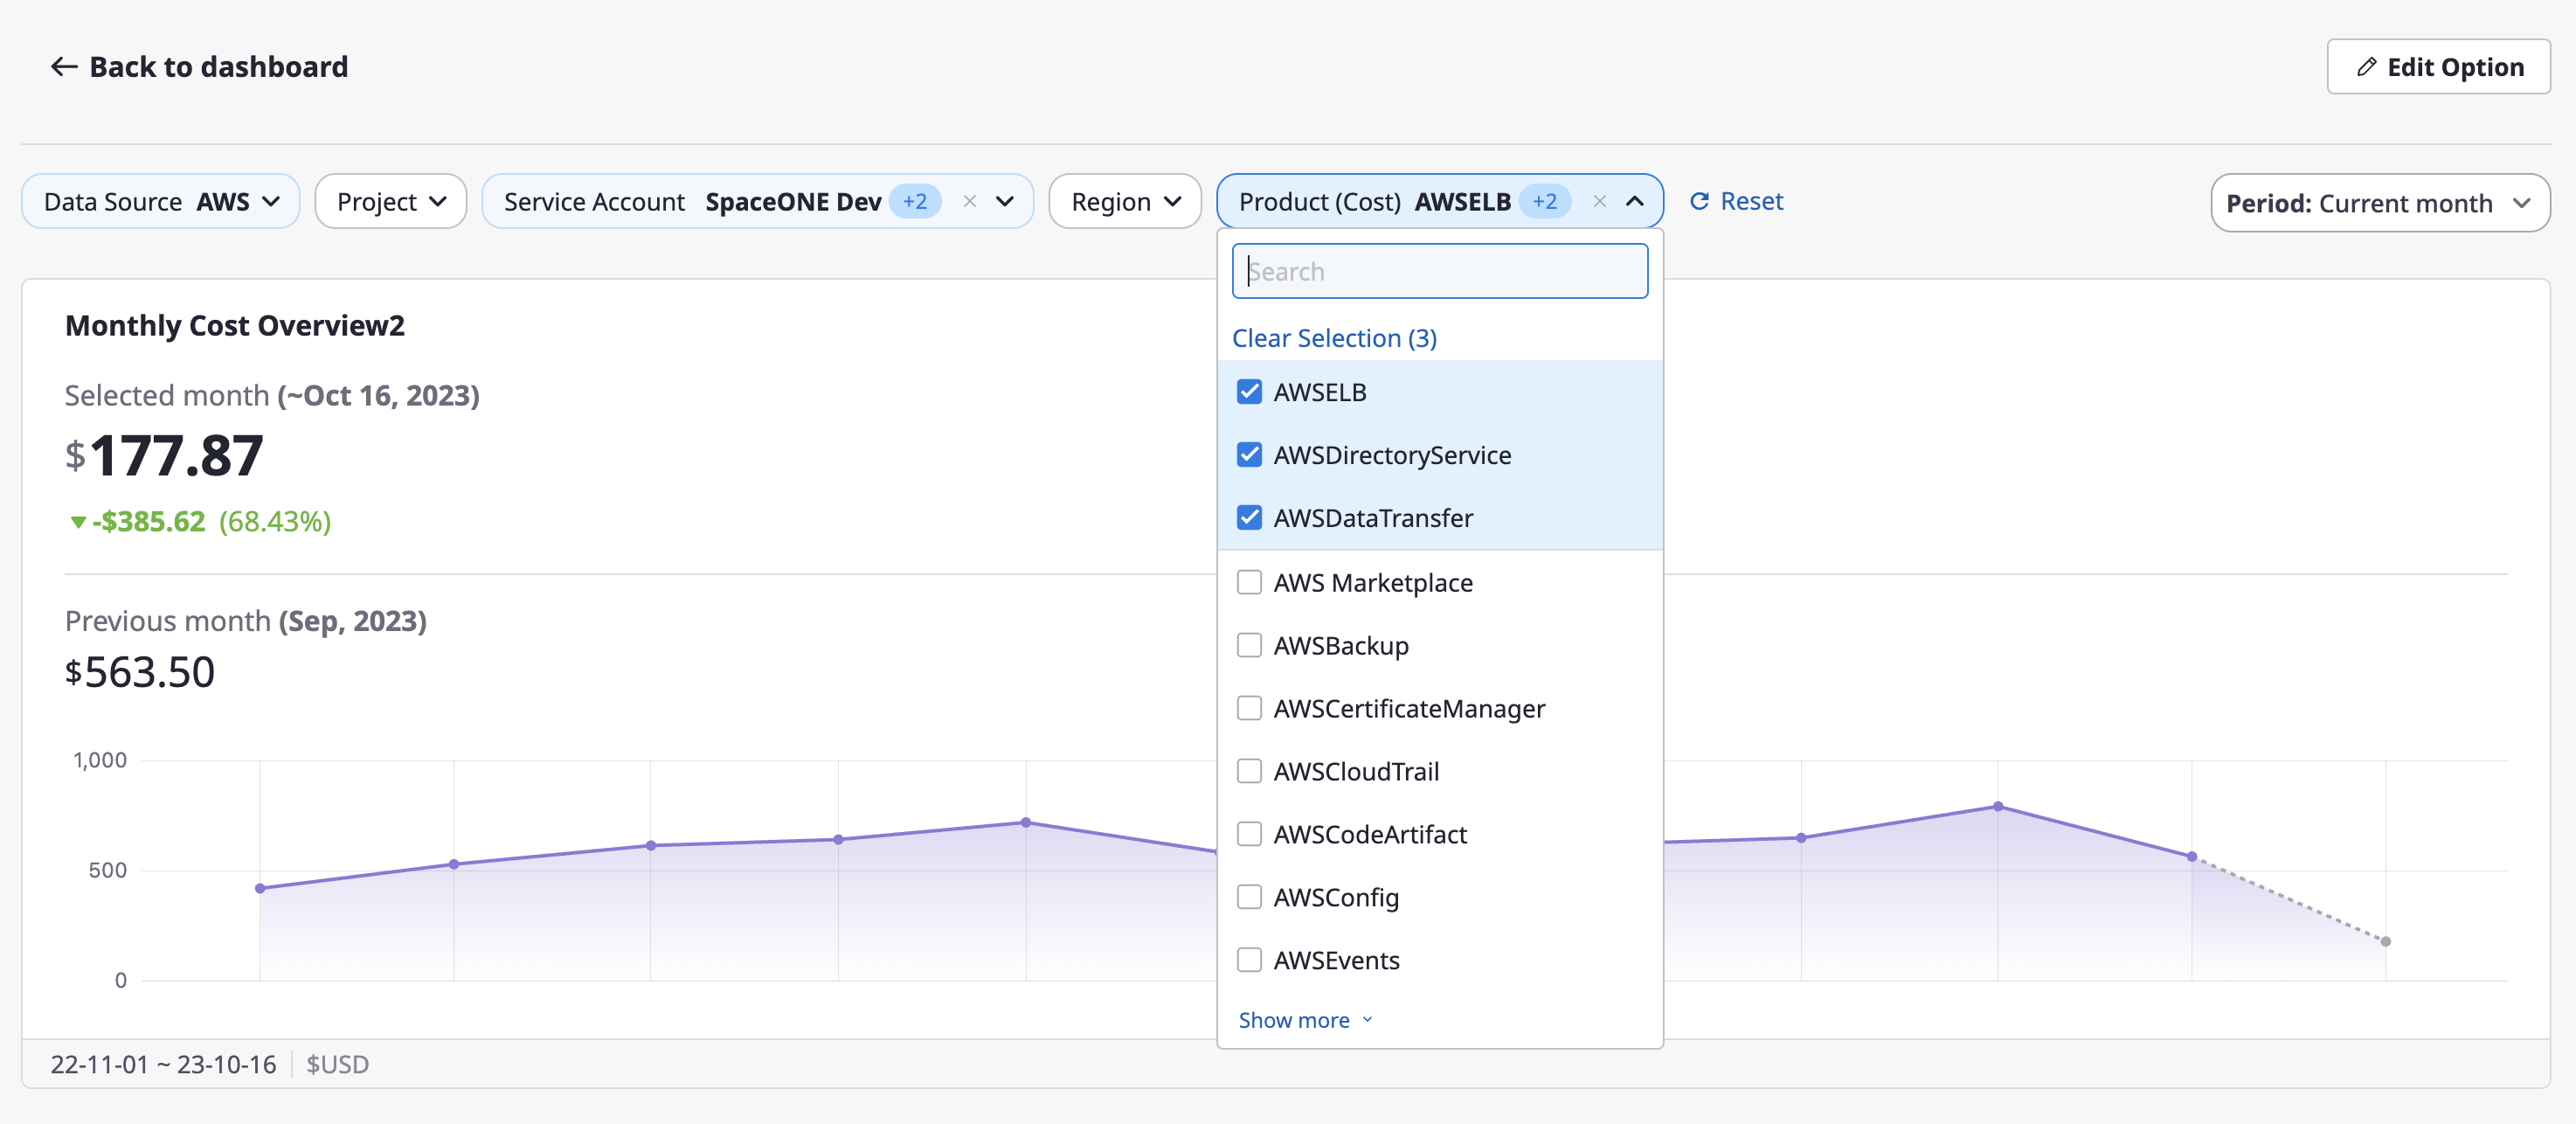 Back to dashboard
Edit Option
Data Source AWS
Project
Service Account SpaceONE Dev +2
Region
Product (Cost) AWSELB +2
Reset
Period: Current month
Search
Clear Selection (3)
AWSELB
AWSDirectoryService
AWSDataTransfer
AWS Marketplace
AWSBackup
AWSCertificateManager
AWSCloudTrail
AWSCodeArtifact
AWSConfig
AWSEvents
Show more
Monthly Cost Overview2
Selected month (~Oct 16, 2023)
$177.87
-$385.62 (68.43%)
Previous month (Sep, 2023)
$563.50
1,000
500
0
22-11-01 ~ 23-10-16
$USD